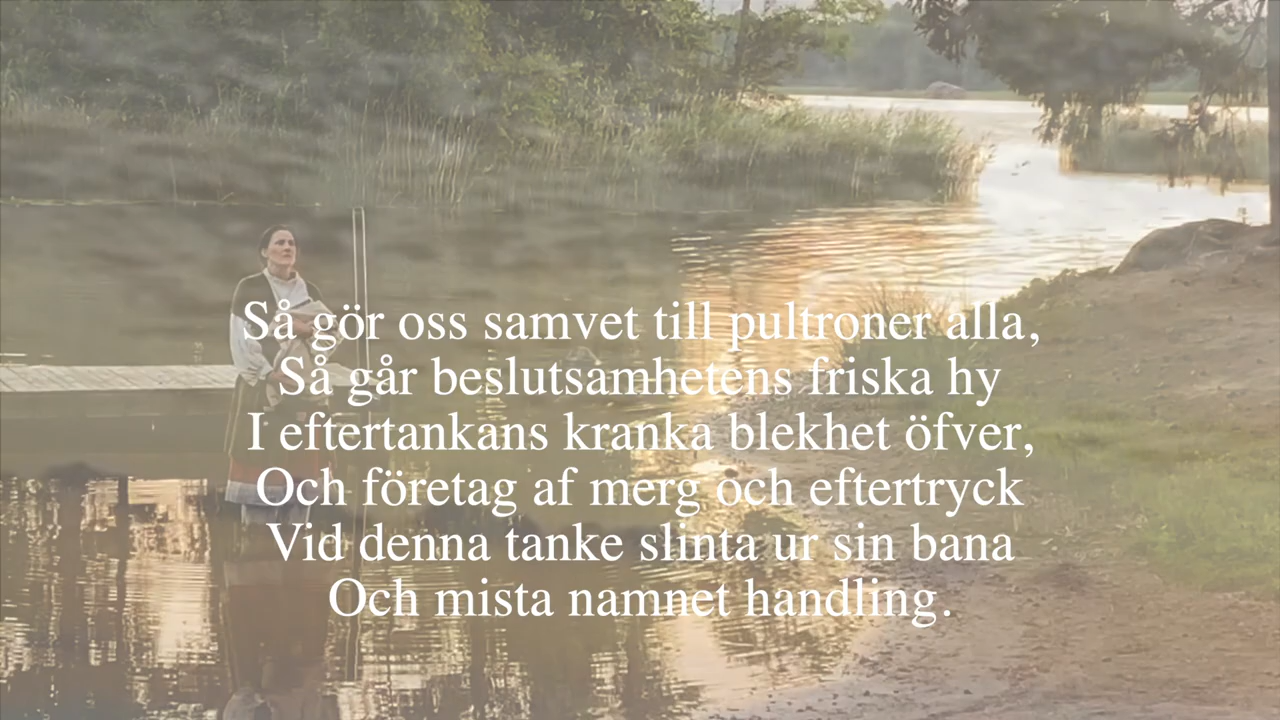 Så gör oss samvet till pultroner alla,
Så går beslutsamhetens friska hy
I eftertankans kranka blekhet öfver,
Och företag af merg och eftertryck
Vid denna tanke slinta ur sin bana
Och mista namnet handling.